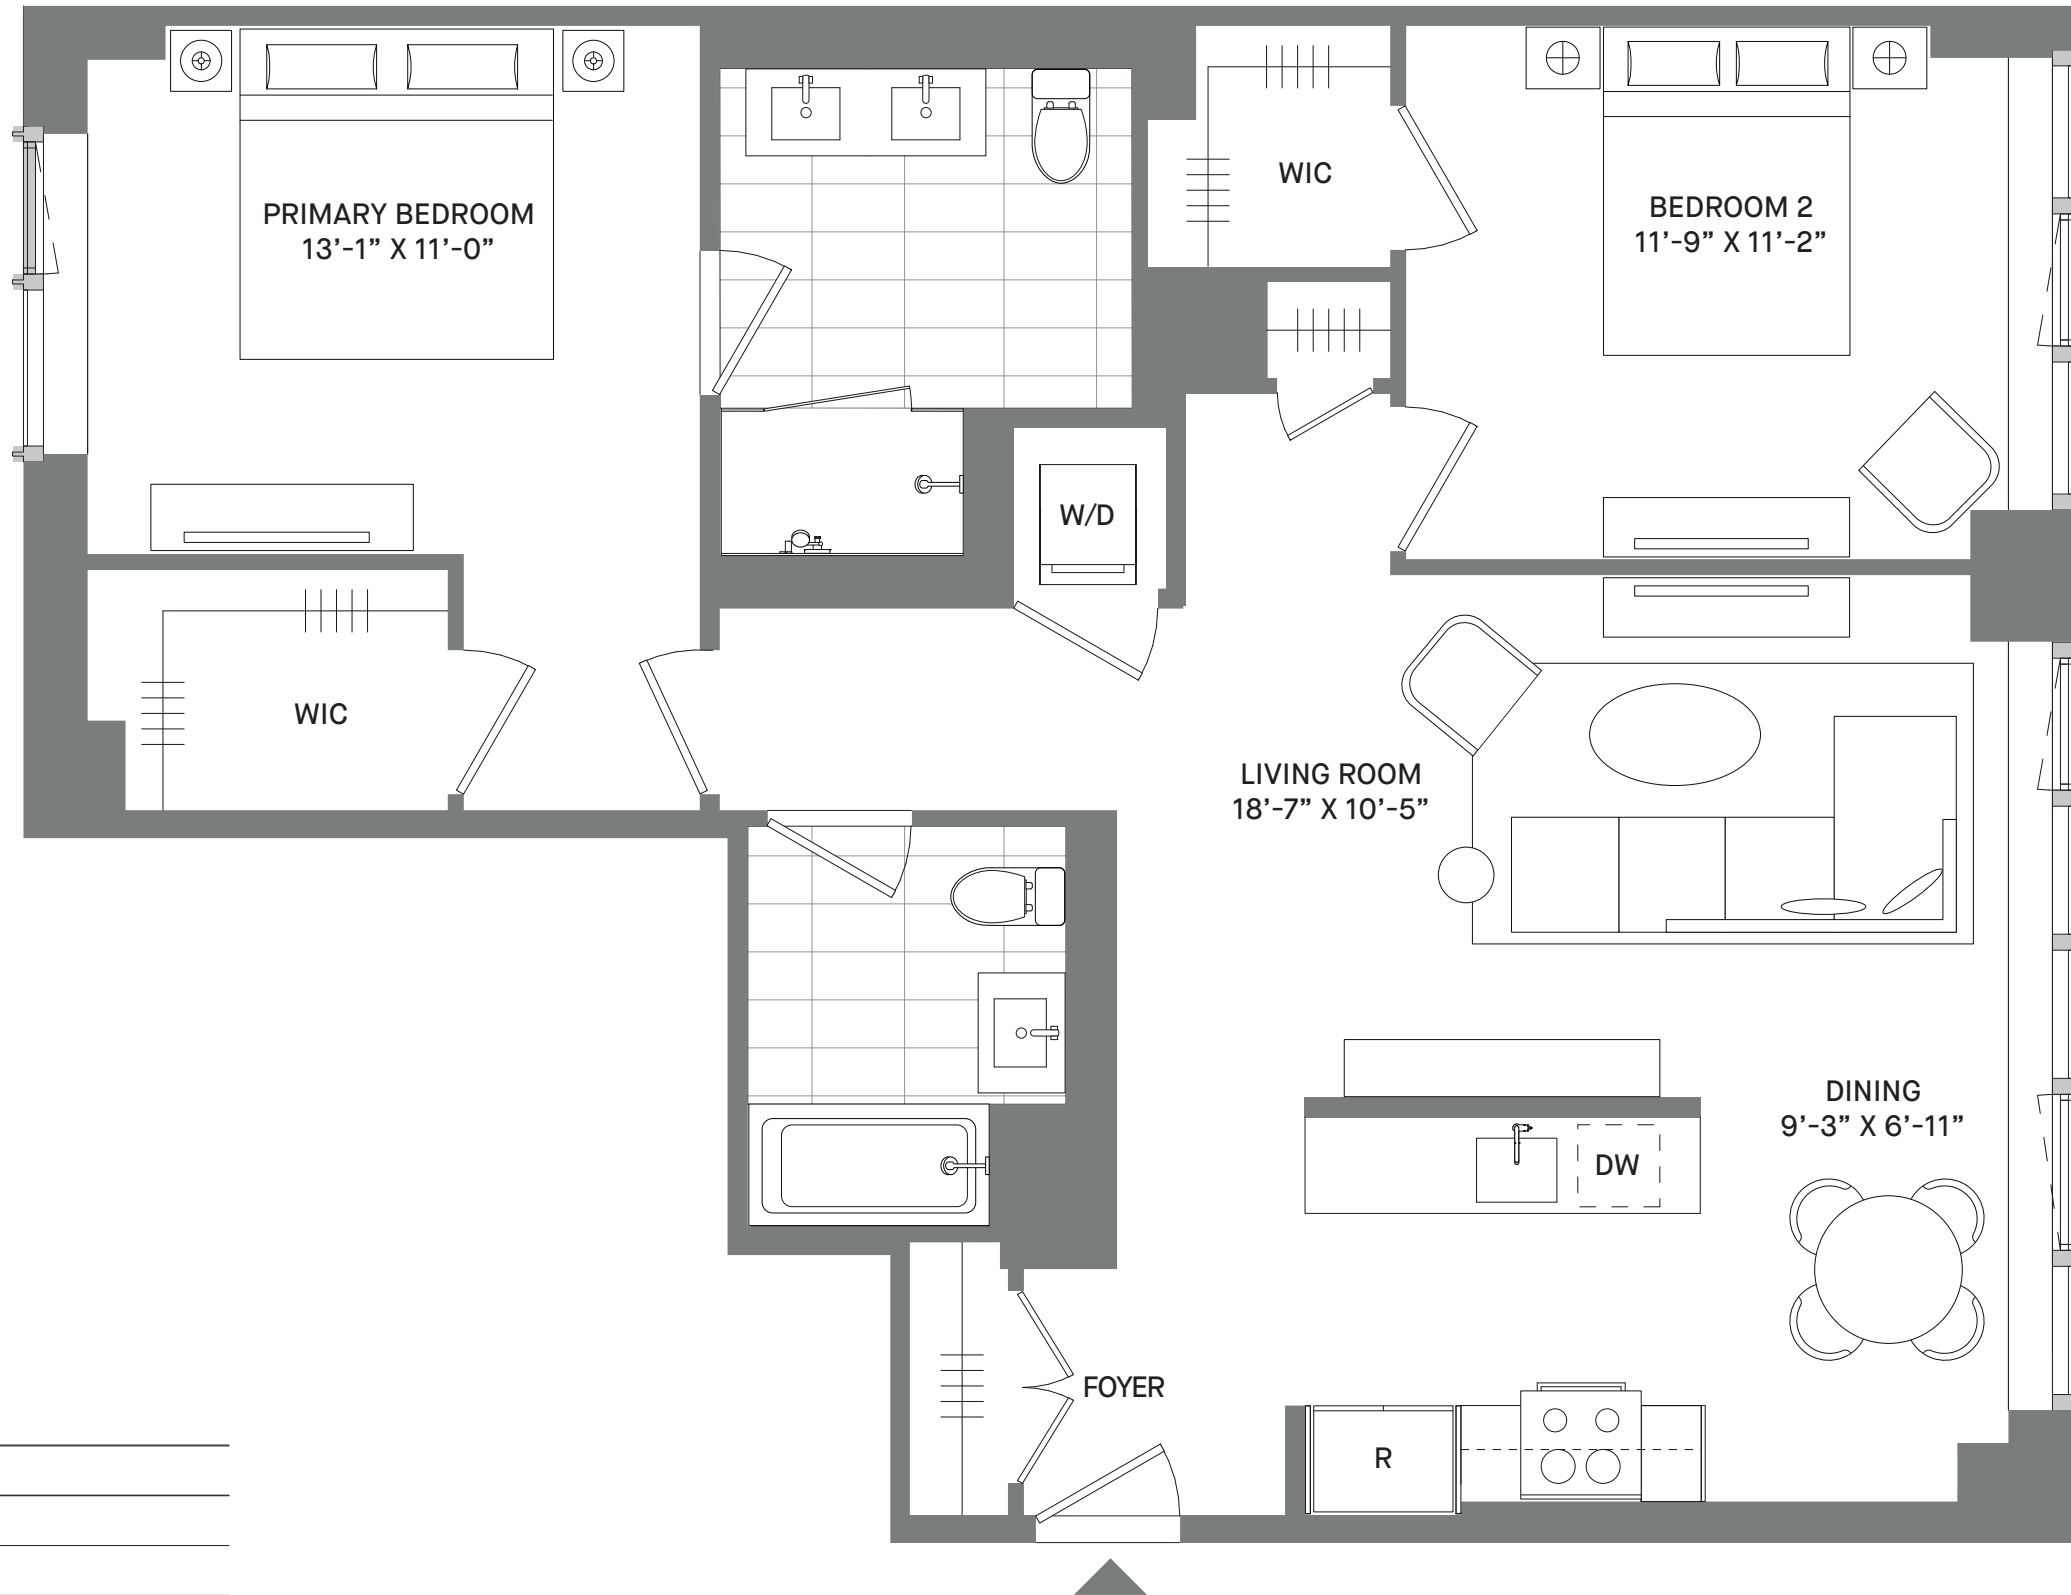 PRIMARY BEDROOM
13’-1” X 11’-0”
WIC
BEDROOM 2
11’-9” X 11’-2”
W/D
WIC
LIVING ROOM
18’-7” X 10’-5”
DINING
9’-3” X 6’-11”
DW
FOYER
R